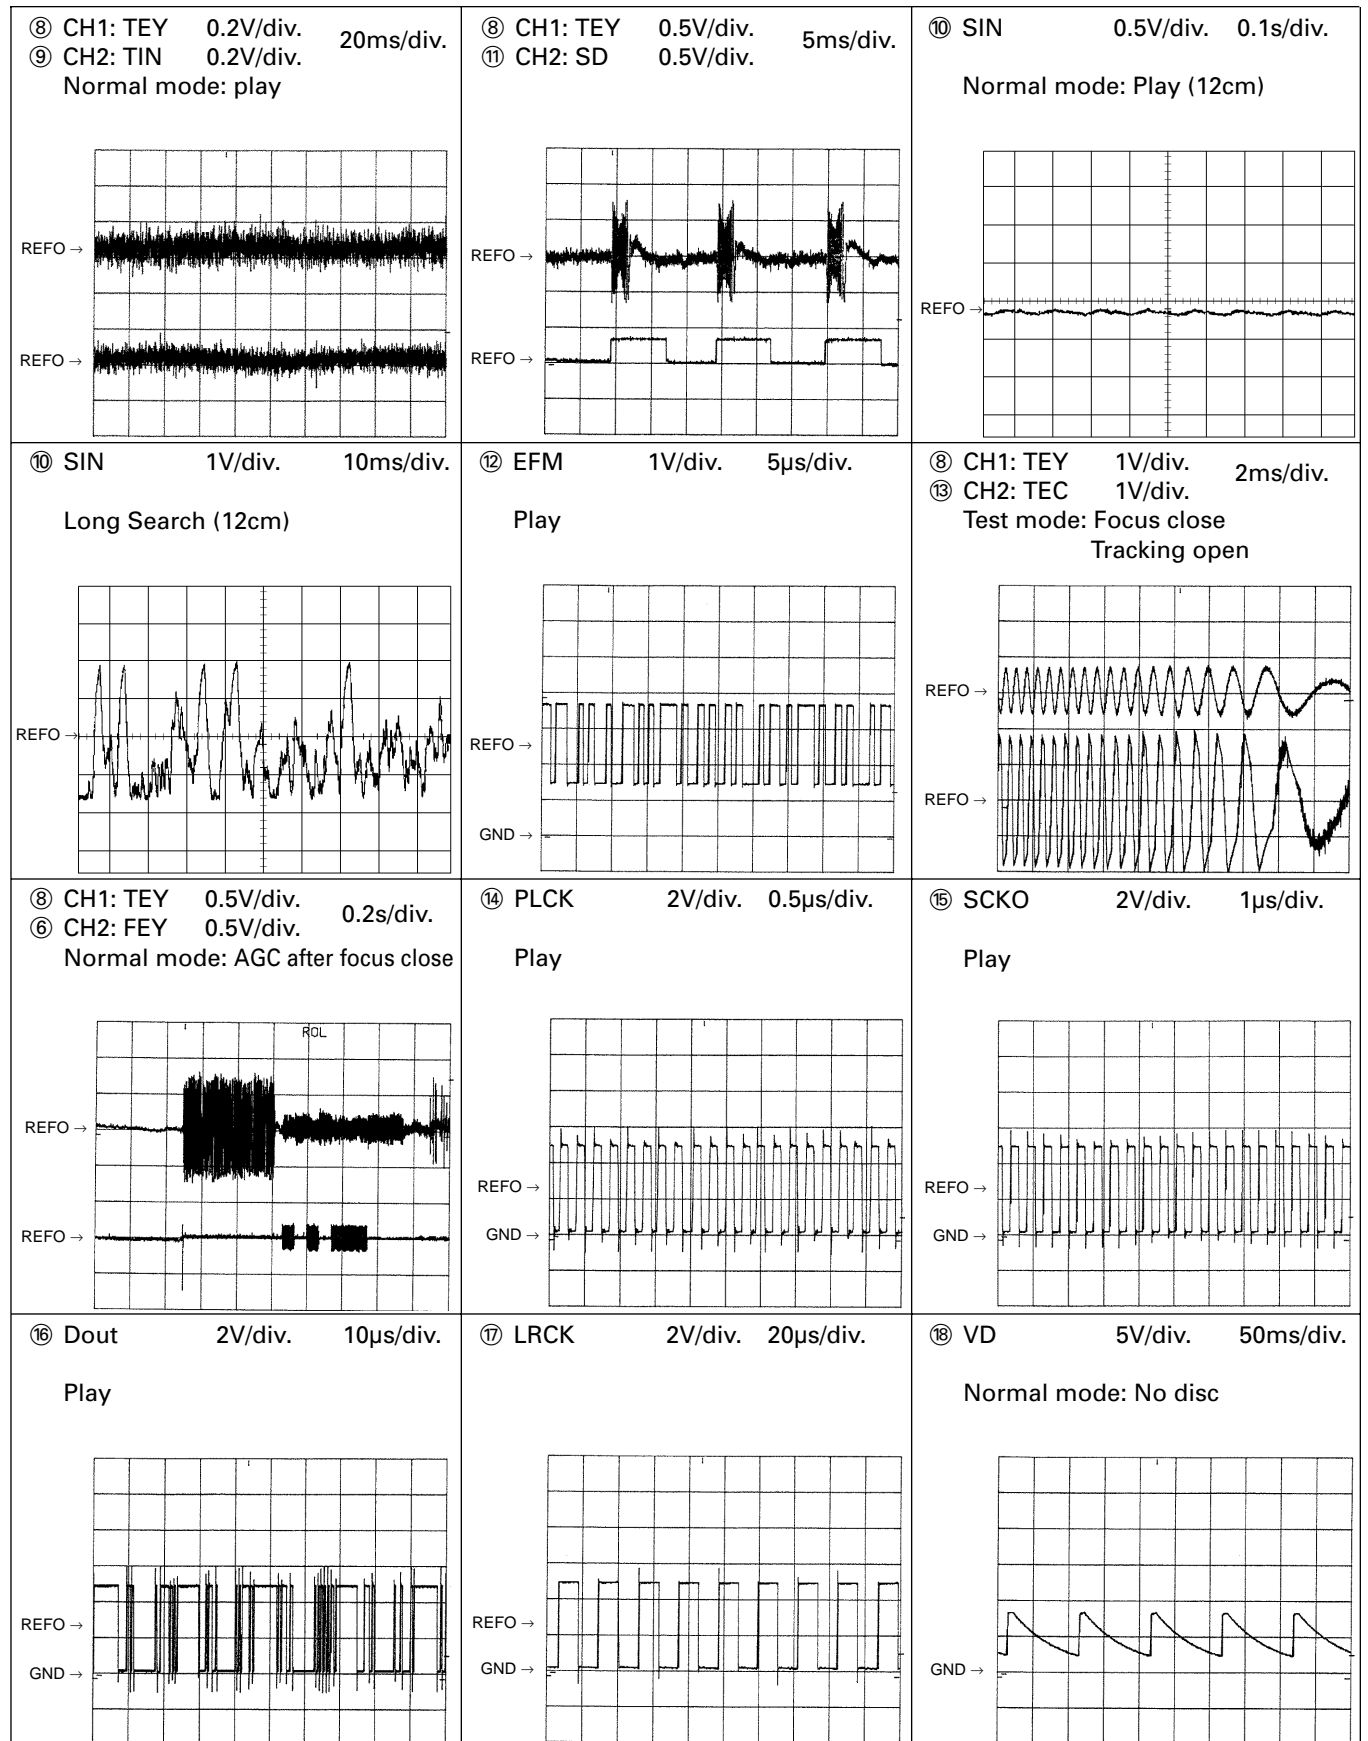 ⑧ CH1: TEY 0.2V/div. 20ms/div.
⑨ CH2: TIN 0.2V/div.
Normal mode: play
REFO →
REFO →
⑧ CH1: TEY 0.5V/div. 5ms/div.
⑪ CH2: SD 0.5V/div.
REFO →
REFO →
⑩ SIN 0.5V/div. 0.1s/div.
Normal mode: Play (12cm)
REFO →
⑩ SIN 1V/div. 10ms/div.
Long Search (12cm)
REFO →
⑫ EFM 1V/div. 5µs/div.
Play
REFO →
GND →
⑧ CH1: TEY 1V/div. 2ms/div.
⑬ CH2: TEC 1V/div.
Test mode: Focus close
Tracking open
REFO →
REFO →
⑧ CH1: TEY 0.5V/div. 0.2s/div.
⑥ CH2: FEY 0.5V/div.
Normal mode: AGC after focus close
ROL
REFO →
REFO →
⑭ PLCK 2V/div. 0.5µs/div.
Play
REFO →
GND →
⑮ SCKO 2V/div. 1µs/div.
Play
REFO →
GND →
⑯ Dout 2V/div. 10µs/div.
Play
REFO →
GND →
⑰ LRCK 2V/div. 20µs/div.
REFO →
GND →
⑱ VD 5V/div. 50ms/div.
Normal mode: No disc
GND →